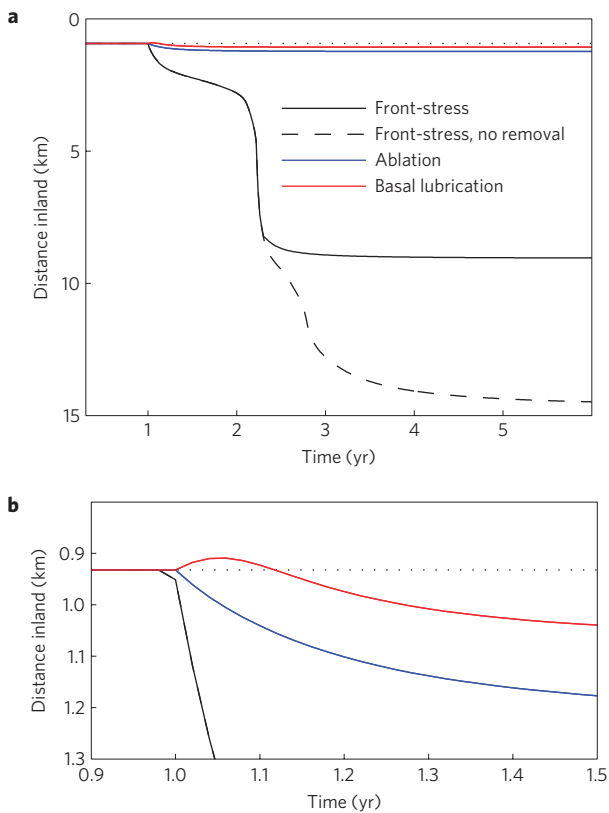 a
0
5
10
15
Distance inland (km)
Front-stress
Front-stress, no removal
Ablation
Basal lubrication
1 2 3 4 5
Time (yr)
b
0.9
1.0
1.1
1.2
1.3
Distance inland (km)
0.9 1.0 1.1 1.2 1.3 1.4 1.5
Time (yr)